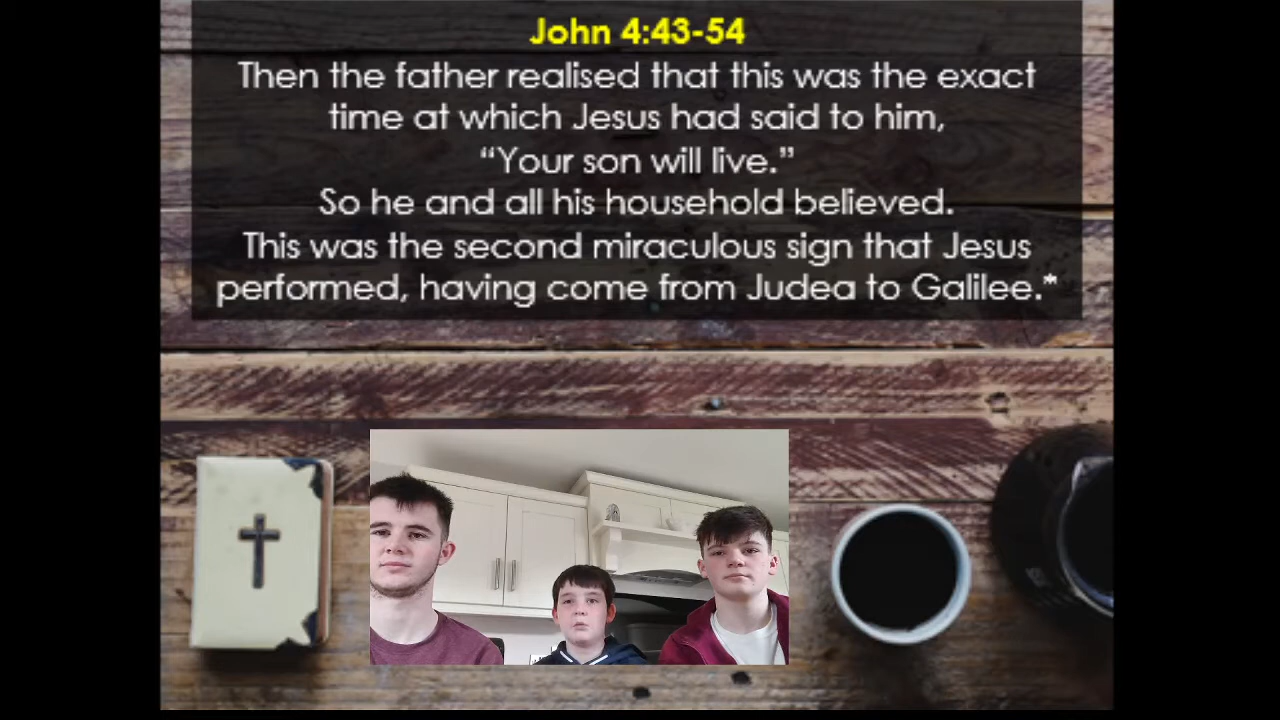 John 4:43-54
Then the father realised that this was the exact
time at which Jesus had said to him,
“Your son will live.”
So he and all his household believed.
This was the second miraculous sign that Jesus
performed, having come from Judea to Galilee.*